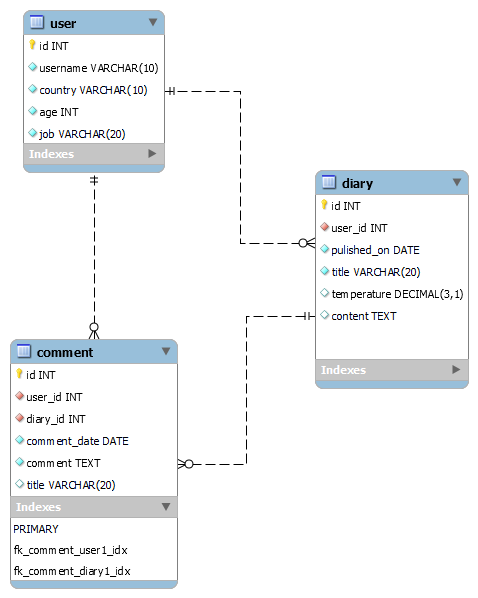 user
id INT
username VARCHAR(10)
country VARCHAR(10)
age INT
job VARCHAR(20)
Indexes
diary
id INT
user_id INT
pulished_on DATE
title VARCHAR(20)
temperature DECIMAL(3,1)
content TEXT
Indexes
comment
id INT
user_id INT
diary_id INT
comment_date DATE
comment TEXT
title VARCHAR(20)
Indexes
PRIMARY
fk_comment_user1_idx
fk_comment_diary1_idx